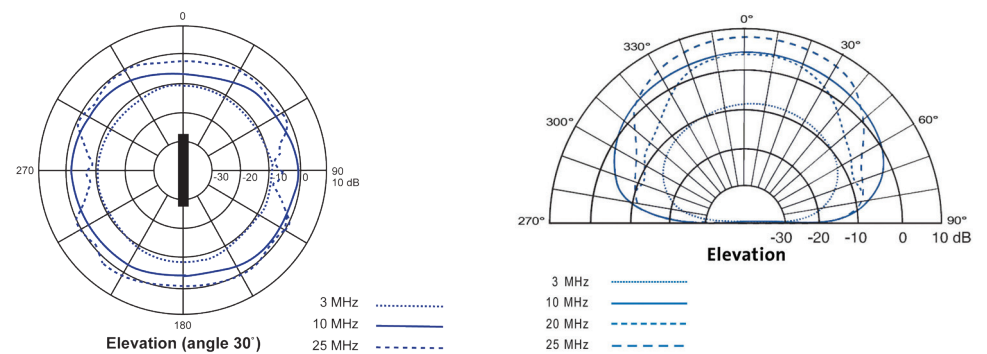 0
270
-30 -20 -10 0
90
10 dB
180
Elevation (angle 30˚)
3 MHz
10 MHz
25 MHz
0°
330°
30°
300°
60°
270°
90°
-30 -20 -10 0 10 dB
Elevation
3 MHz
10 MHz
20 MHz
25 MHz